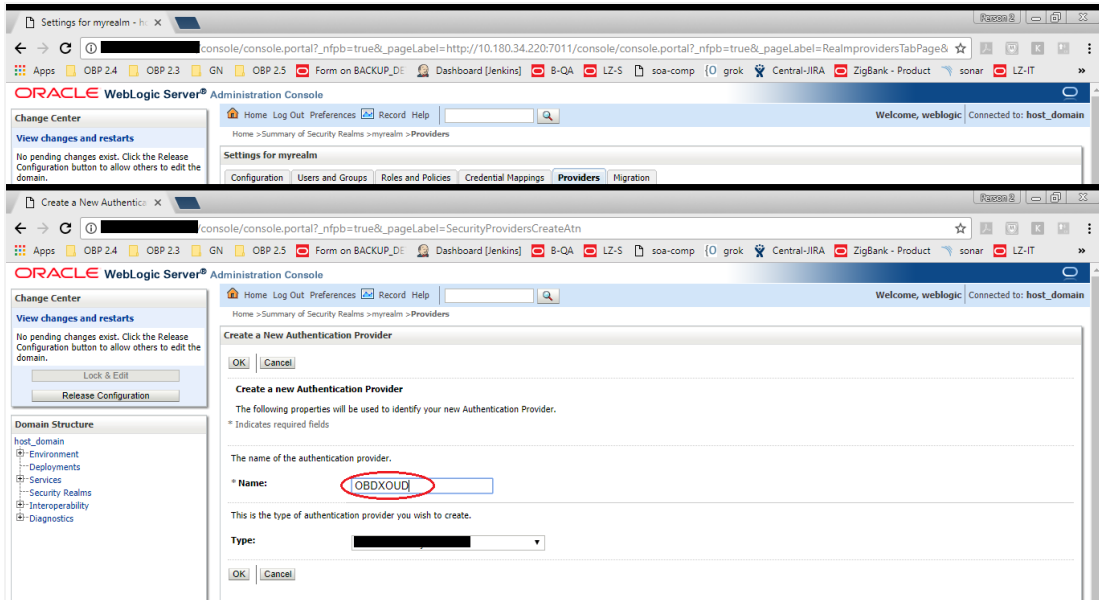 Settings for myrealm - h
Person 2
console/console.portal?_nfpb=true&_pageLabel=http://10.180.34.220:7011/console/console.portal?_nfpb=true&_pageLabel=RealmprovidersTabPage&
Apps OBP 2.4 OBP 2.3 GN OBP 2.5 Form on BACKUP_DE Dashboard [Jenkins] B-QA LZ-S soa-comp {O grok Central-JIRA ZigBank - Product sonar LZ-IT »
ORACLE WebLogic Server® Administration Console
Change Center
View changes and restarts
No pending changes exist. Click the Release
Configuration button to allow others to edit the
domain.
Home Log Out Preferences Record Help
Welcome, weblogic Connected to: host_domain
Home >Summary of Security Realms >myrealm >Providers
Settings for myrealm
Configuration Users and Groups Roles and Policies Credential Mappings Providers Migration
Create a New Authentica
Person 2
/console/console.portal?_nfpb=true&_pageLabel=SecurityProvidersCreateAtn
Apps OBP 2.4 OBP 2.3 GN OBP 2.5 Form on BACKUP_DE Dashboard [Jenkins] B-QA LZ-S soa-comp {O grok Central-JIRA ZigBank - Product sonar LZ-IT »
ORACLE WebLogic Server® Administration Console
Change Center
View changes and restarts
No pending changes exist. Click the Release
Configuration button to allow others to edit the
domain.
Lock & Edit
Release Configuration
Domain Structure
host_domain
Environment
Deployments
Services
Security Realms
Interoperability
Diagnostics
Home Log Out Preferences Record Help
Welcome, weblogic Connected to: host_domain
Home >Summary of Security Realms >myrealm >Providers
Create a New Authentication Provider
OK Cancel
Create a new Authentication Provider
The following properties will be used to identify your new Authentication Provider.
* Indicates required fields
The name of the authentication provider.
* Name: OBDXOUD
This is the type of authentication provider you wish to create.
Type:
OK Cancel